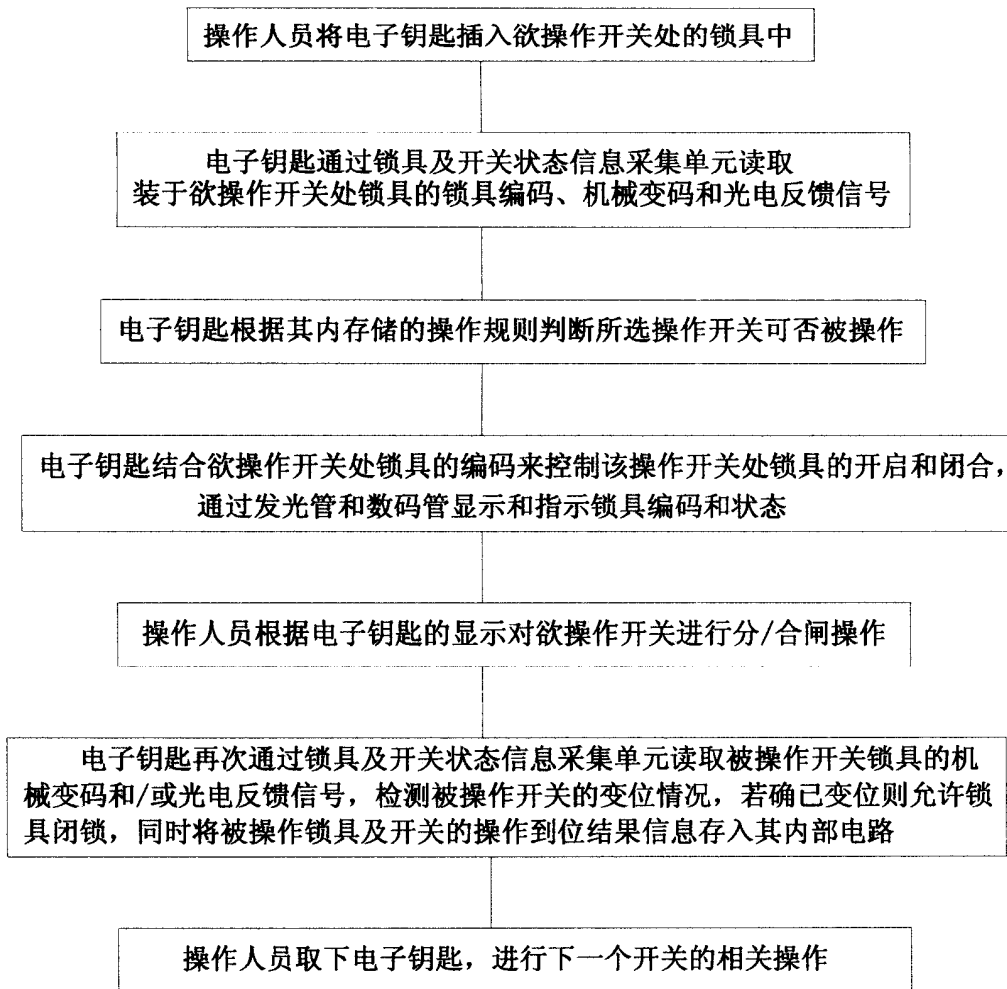 操作人员将电子钥匙插入欲操作开关处的锁具中
电子钥匙通过锁具及开关状态信息采集单元读取
装于欲操作开关处锁具的锁具编码、机械变码和光电反馈信号
电子钥匙根据其内存储的操作规则判断所选操作开关可否被操作
电子钥匙结合欲操作开关处锁具的编码来控制该操作开关处锁具的开启和闭合，
通过发光管和数码管显示和指示锁具编码和状态
操作人员根据电子钥匙的显示对欲操作开关进行分/合闸操作
电子钥匙再次通过锁具及开关状态信息采集单元读取被操作开关锁具的机
械变码和/或光电反馈信号，检测被操作开关的变位情况，若确已变位则允许锁
具闭锁，同时将被操作锁具及开关的操作到位结果信息存入其内部电路
操作人员取下电子钥匙，进行下一个开关的相关操作